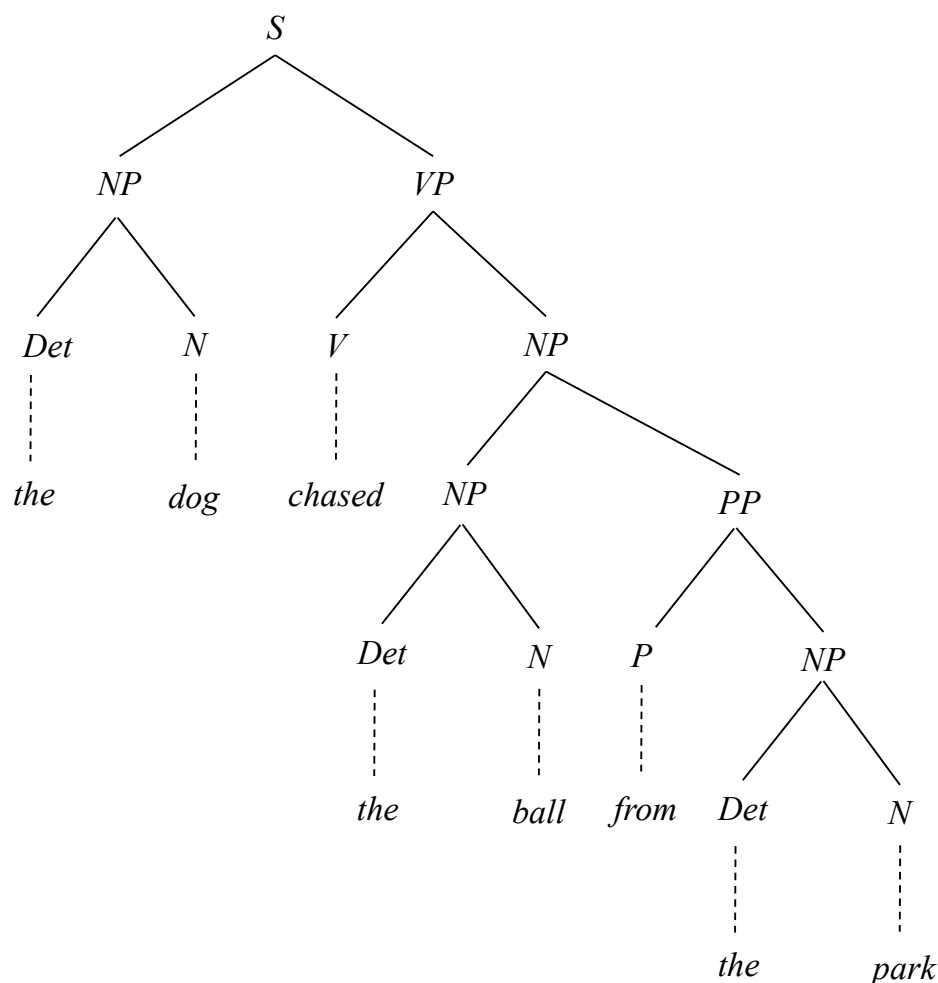 S
NP VP
Det N V NP
the dog chased NP PP
Det N P NP
the ball from Det N
the park